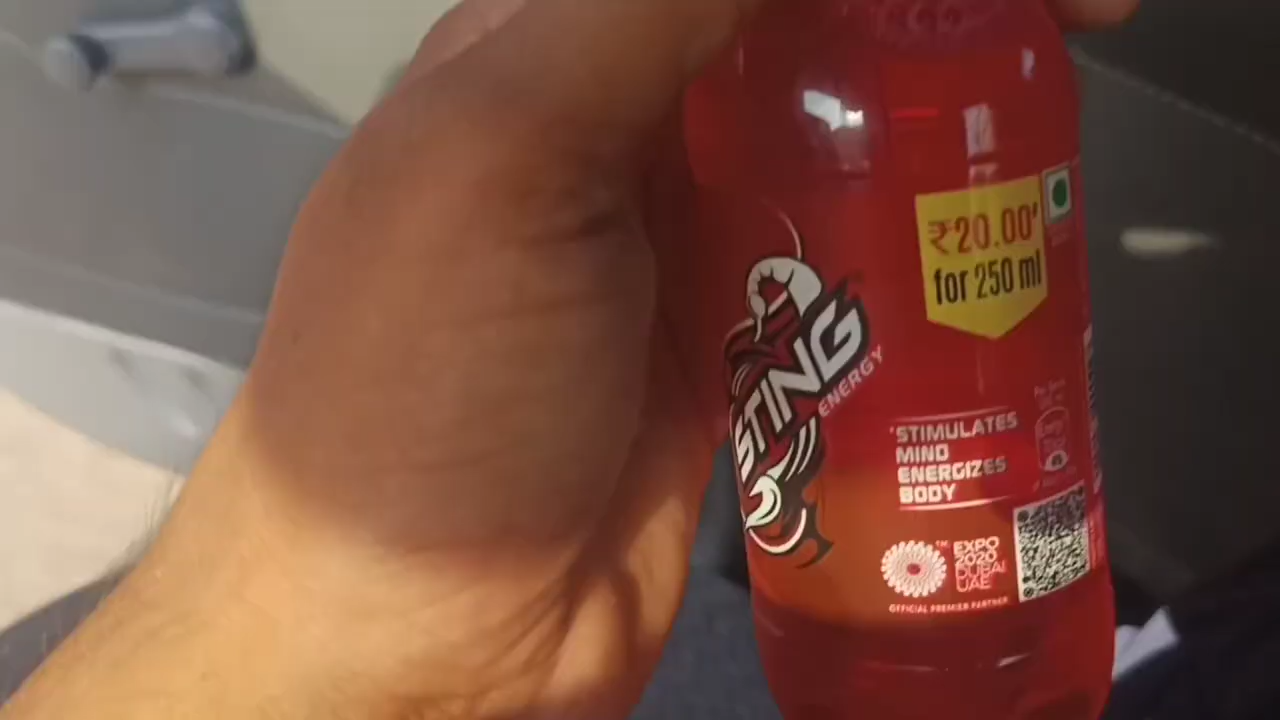 ₹20.00*
for 250 ml
STING
ENERGY
*STIMULATES
MIND
ENERGIZES
BODY
EXPO
2020
DUBAI
UAE
OFFICIAL PREMIER PARTNER